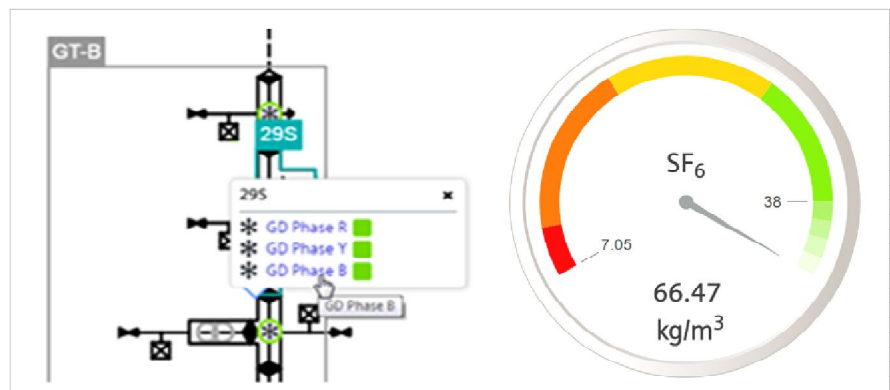 GT-B
29S
29S ×
GD Phase R
GD Phase Y
GD Phase B
GD Phase B
SF₆
38
7.05
66.47
kg/m³